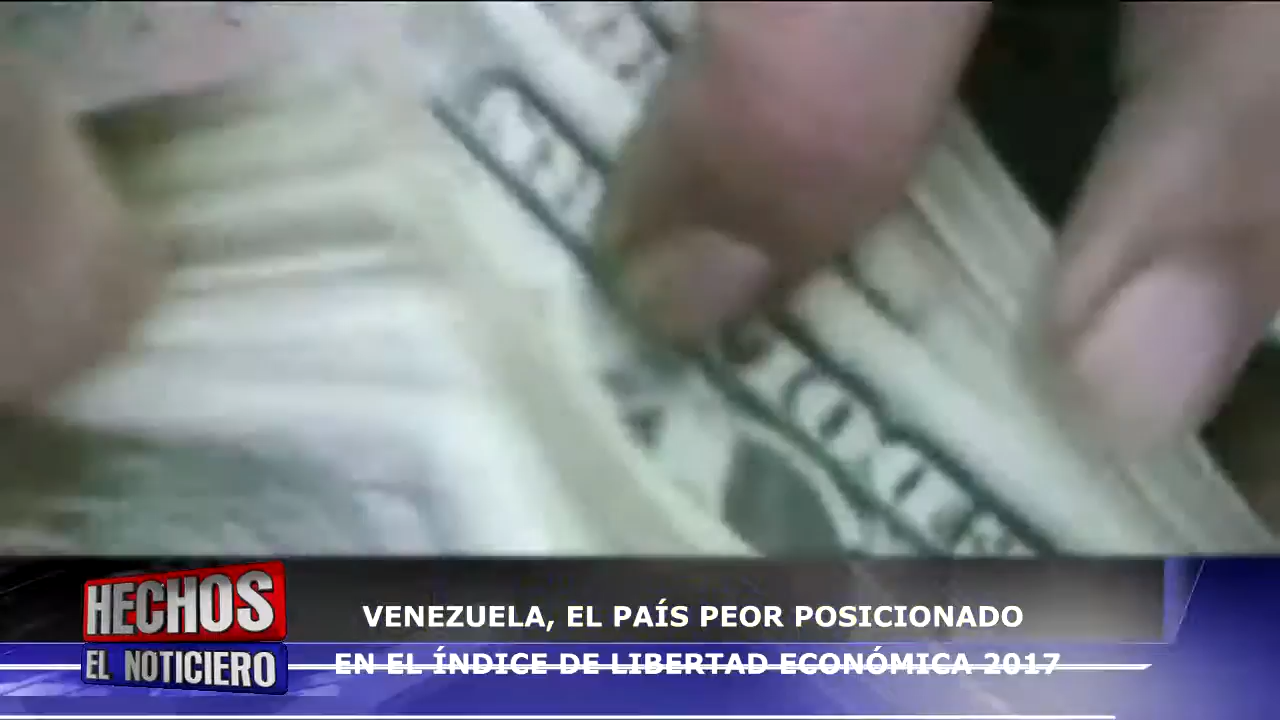 HECHOS
EL NOTICIERO
VENEZUELA, EL PAÍS PEOR POSICIONADO
EN EL ÍNDICE DE LIBERTAD ECONÓMICA 2017